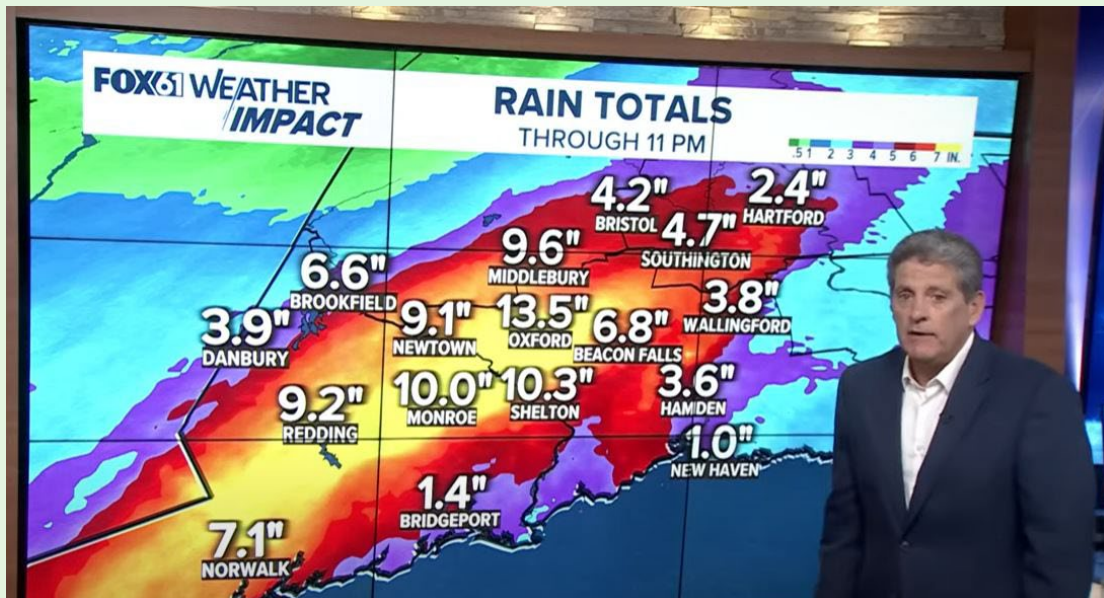 FOX61 WEATHER
IMPACT
RAIN TOTALS
THROUGH 11 PM
.5 1 2 3 4 5 6 7 IN.
4.2"
BRISTOL
2.4"
HARTFORD
4.7"
SOUTHINGTON
9.6"
MIDDLEBURY
6.6"
BROOKFIELD
3.9"
DANBURY
9.1"
NEWTOWN
13.5"
OXFORD
6.8"
BEACON FALLS
3.8"
WALLINGFORD
9.2"
REDDING
10.0"
MONROE
10.3"
SHELTON
3.6"
HAMDEN
1.0"
NEW HAVEN
1.4"
BRIDGEPORT
7.1"
NORWALK